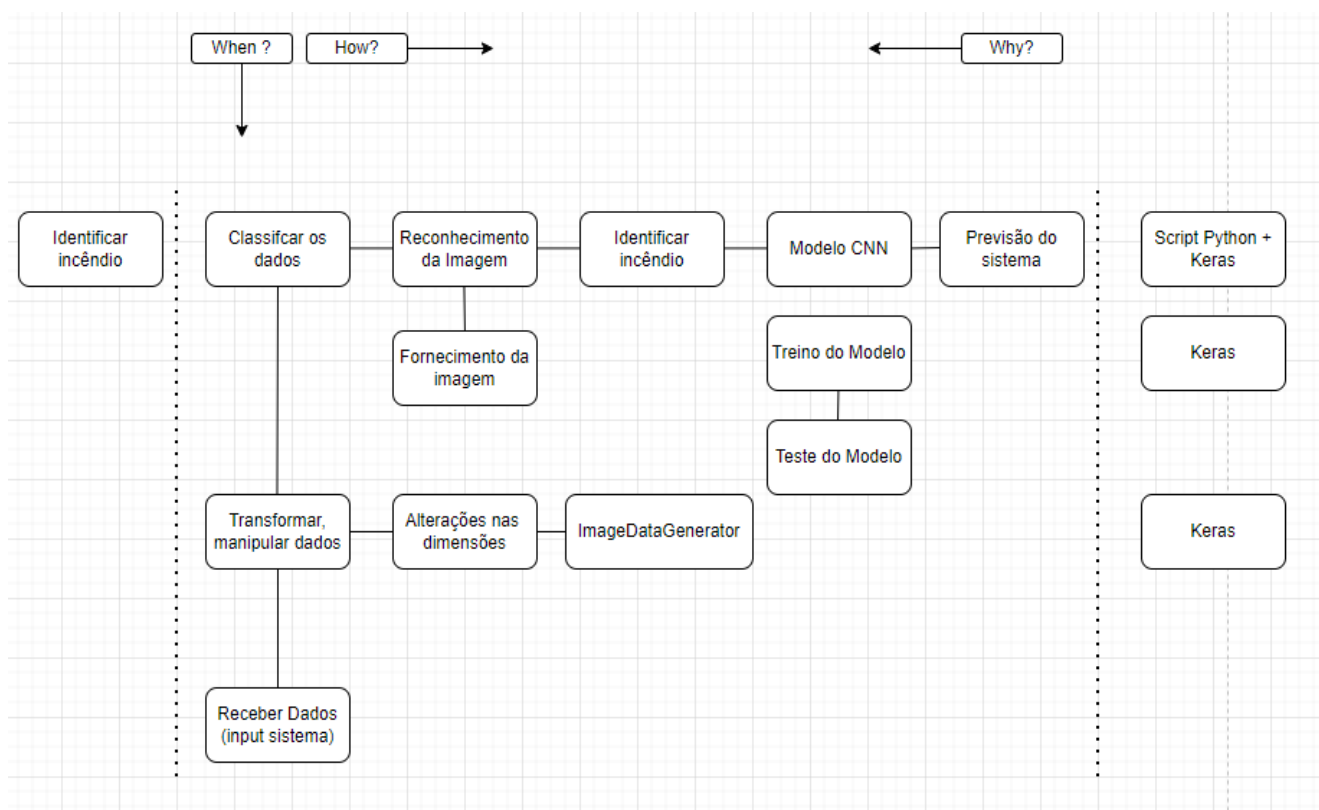 When ?
How?
Why?
Identificar
incêndio
Classifcar os
dados
Reconhecimento
da Imagem
Identificar
incêndio
Modelo CNN
Previsão do
sistema
Script Python +
Keras
Fornecimento da
imagem
Treino do Modelo
Keras
Teste do Modelo
Transformar,
manipular dados
Alterações nas
dimensões
ImageDataGenerator
Keras
Receber Dados
(input sistema)